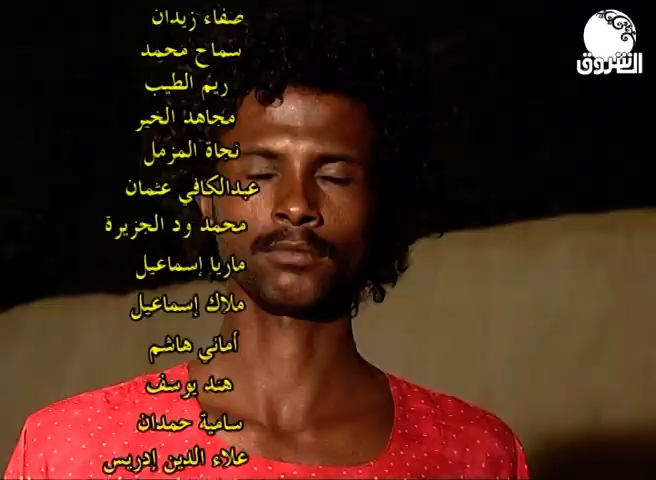 الشروق
صفاء زيدان
سماح محمد
ريم الطيب
مجاهد الخير
نجاة المزمل
عبدالكافي عثمان
محمد ود الجزيرة
ماريا إسماعيل
ملاك إسماعيل
أماني هاشم
هند يوسف
سامية حمدان
علاء الدين إدريس